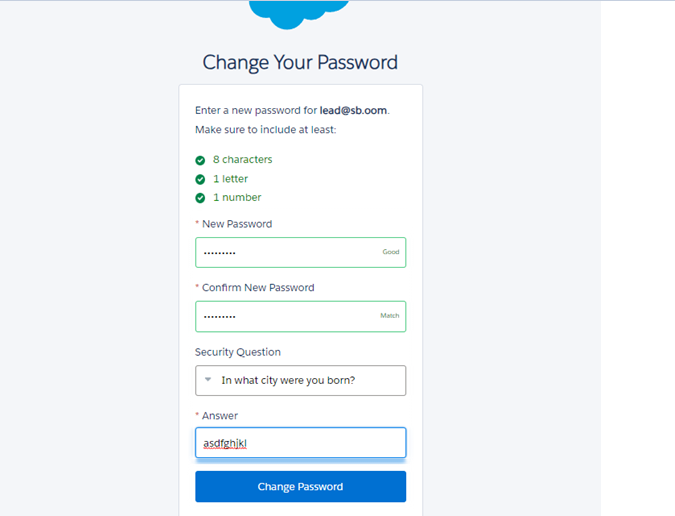 Change Your Password
Enter a new password for lead@sb.oom.
Make sure to include at least:
8 characters
1 letter
1 number
* New Password
••••••••• Good
* Confirm New Password
••••••••• Match
Security Question
In what city were you born?
* Answer
asdfghjkl
Change Password